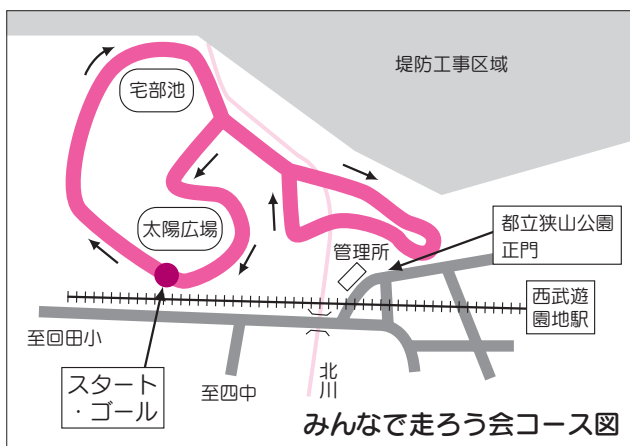 堤防工事区域
宅部池
太陽広場
都立狭山公園
正門
管理所
西武遊
園地駅
至回田小
スタート
・ゴール
至四中
北川
みんなで走ろう会コース図